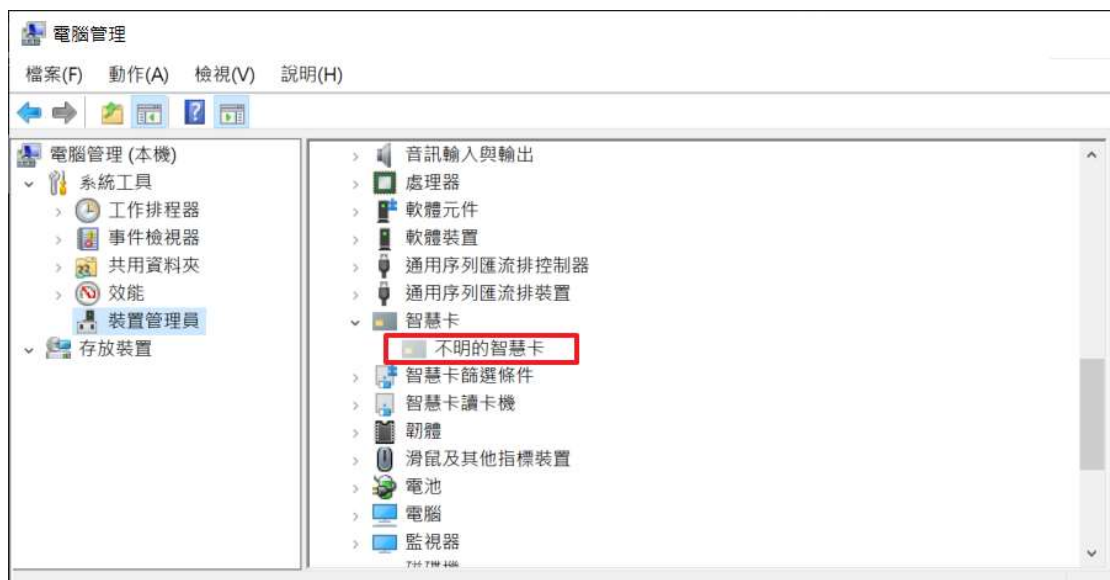 電腦管理
檔案(F) 動作(A) 檢視(V) 說明(H)
電腦管理 (本機)
系統工具
工作排程器
事件檢視器
共用資料夾
效能
裝置管理員
存放裝置
音訊輸入與輸出
處理器
軟體元件
軟體裝置
通用序列匯流排控制器
通用序列匯流排裝置
智慧卡
不明的智慧卡
智慧卡篩選條件
智慧卡讀卡機
韌體
滑鼠及其他指標裝置
電池
電腦
監視器